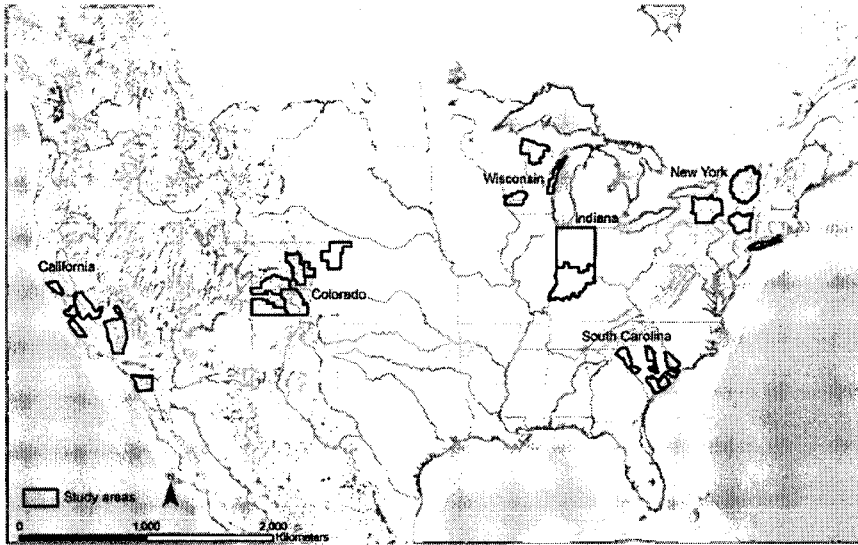 Wisconsin
New York
Indiana
California
Colorado
South Carolina
Study areas
0 1,000 2,000
Kilometers